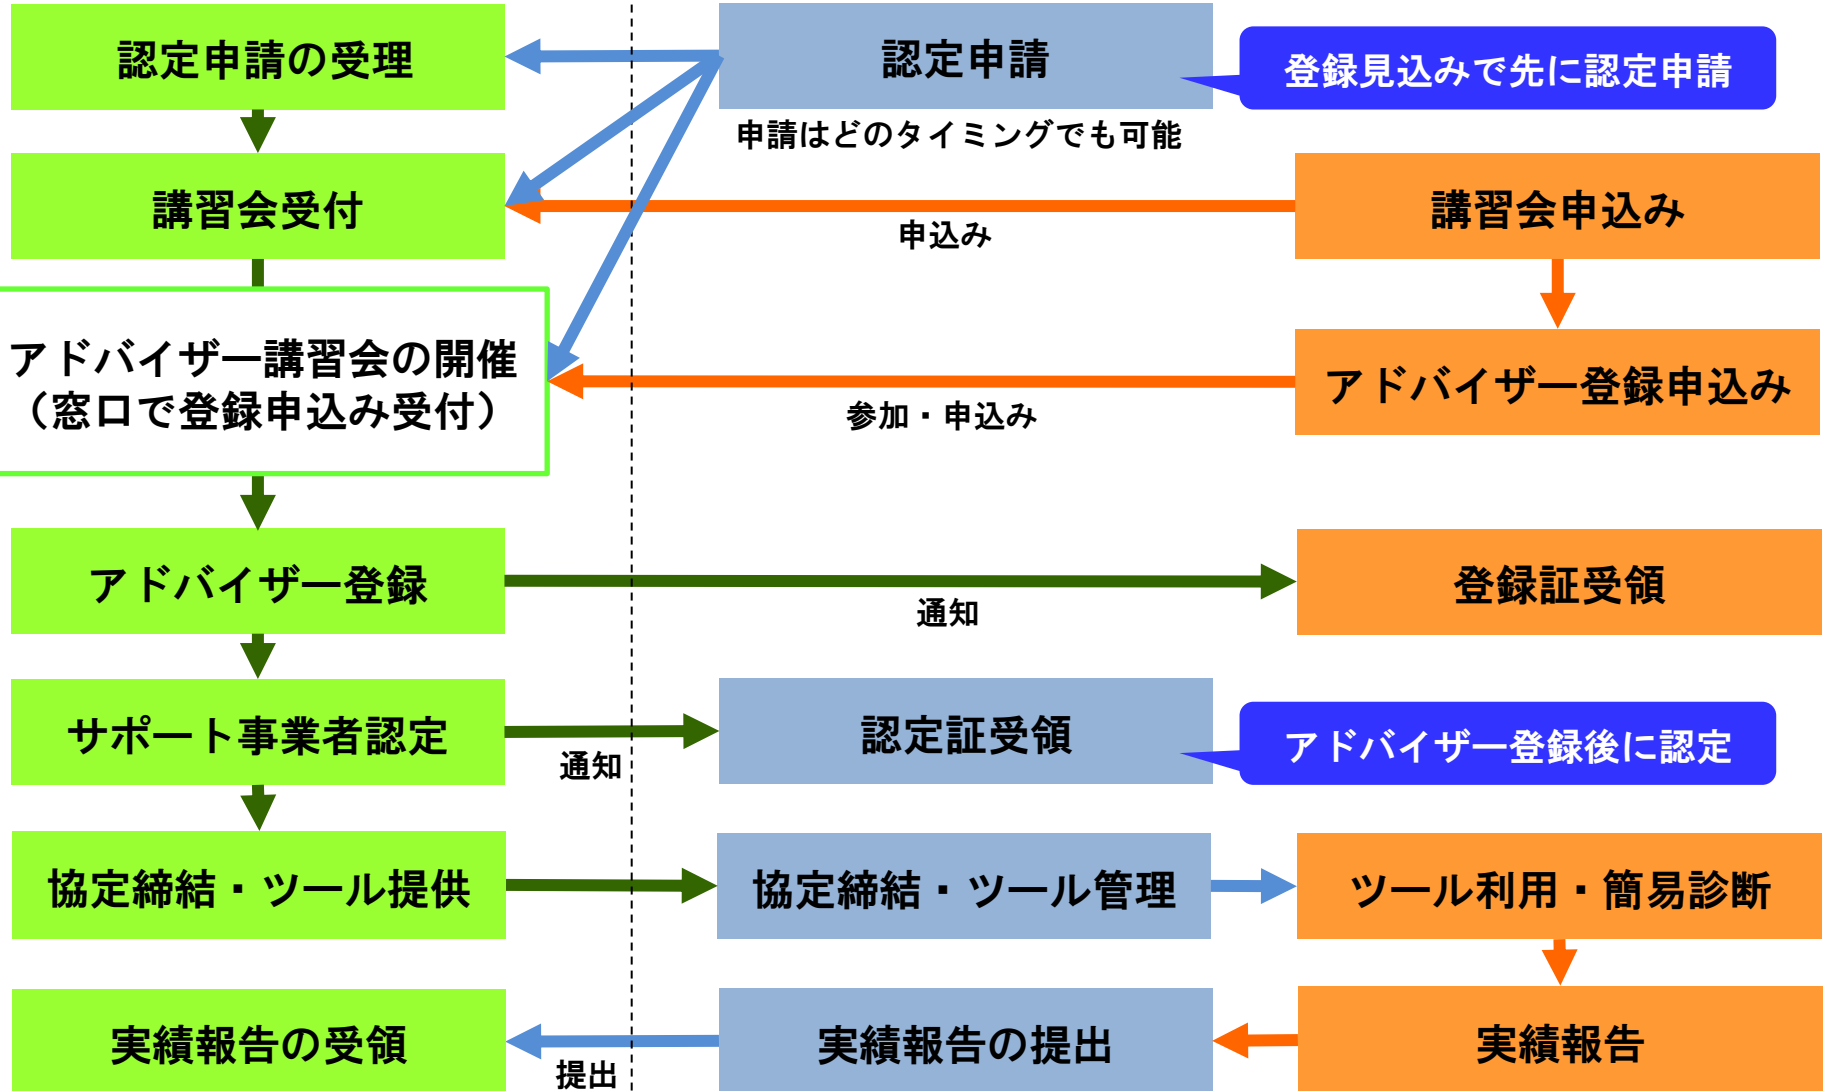 認定申請の受理
認定申請
登録見込みで先に認定申請
申請はどのタイミングでも可能
講習会受付
申込み
講習会申込み
アドバイザー講習会の開催
（窓口で登録申込み受付）
参加・申込み
アドバイザー登録申込み
アドバイザー登録
通知
登録証受領
サポート事業者認定
通知
認定証受領
アドバイザー登録後に認定
協定締結・ツール提供
協定締結・ツール管理
ツール利用・簡易診断
実績報告の受領
提出
実績報告の提出
実績報告